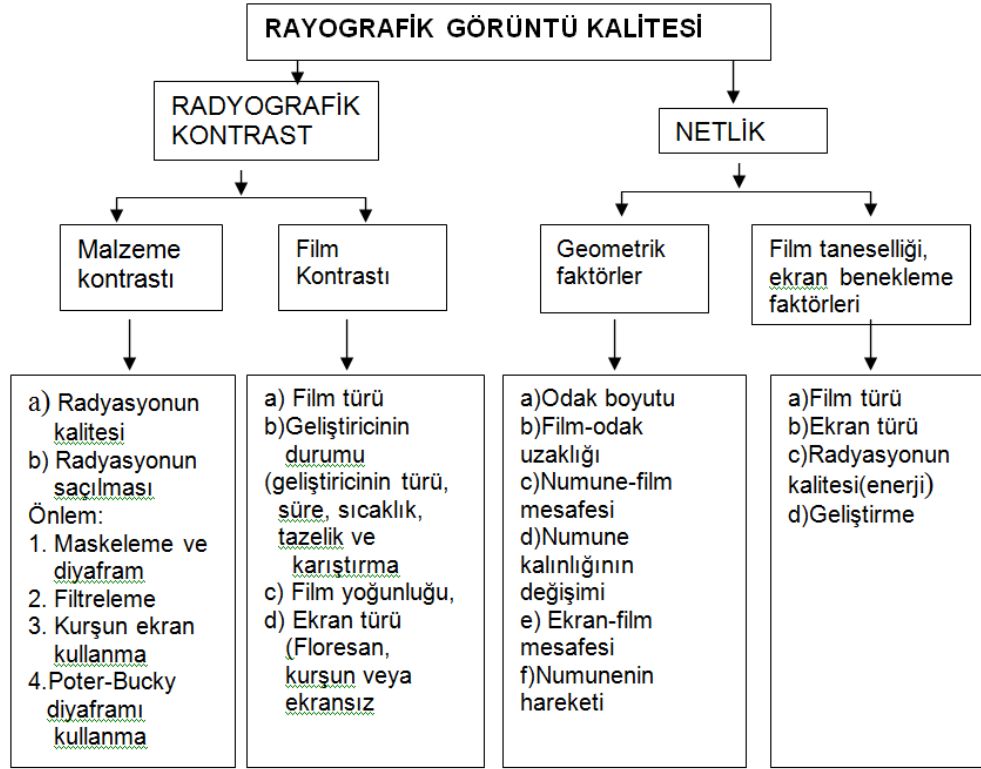 RAYOGRAFİK GÖRÜNTÜ KALİTESİ
RADYOGRAFİK
KONTRAST
NETLİK
Malzeme
kontrastı
Film
Kontrastı
Geometrik
faktörler
Film taneselliği,
ekran benekleme
faktörleri
a) Radyasyonun
kalitesi
b) Radyasyonun
saçılması
Önlem:
1. Maskeleme ve
diyafram
2. Filtreleme
3. Kurşun ekran
kullanma
4.Poter-Bucky
diyaframı
kullanma
a) Film türü
b)Geliştiricinin
durumu
(geliştiricinin türü,
süre, sıcaklık,
tazelik ve
karıştırma
c) Film yoğunluğu,
d) Ekran türü
(Floresan,
kurşun veya
ekransız
a)Odak boyutu
b)Film-odak
uzaklığı
c)Numune-film
mesafesi
d)Numune
kalınlığının
değişimi
e) Ekran-film
mesafesi
f)Numunenin
hareketi
a)Film türü
b)Ekran türü
c)Radyasyonun
kalitesi(enerji)
d)Geliştirme